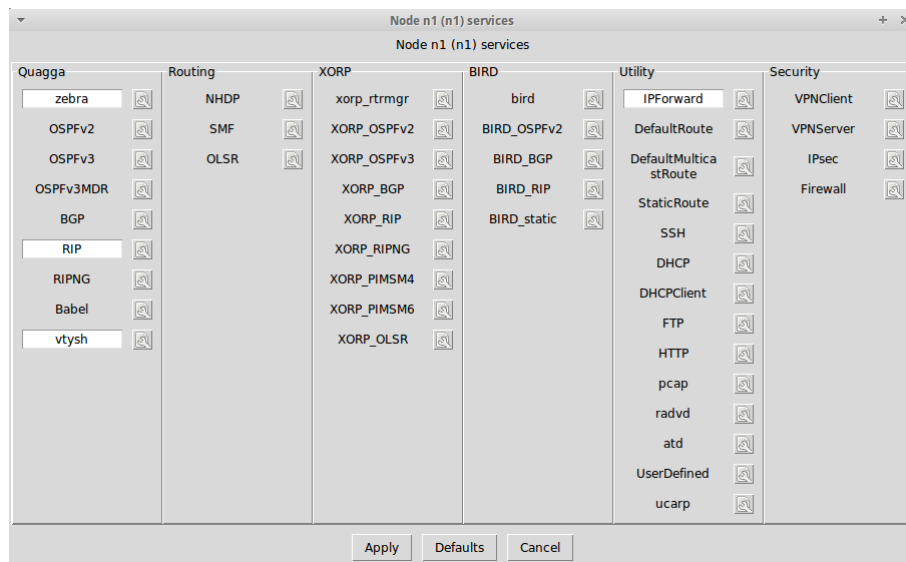 Node n1 (n1) services
Node n1 (n1) services
Quagga
zebra
OSPFv2
OSPFv3
OSPFv3MDR
BGP
RIP
RIPNG
Babel
vtysh
Routing
NHDP
SMF
OLSR
XORP
xorp_rtrmgr
XORP_OSPFv2
XORP_OSPFv3
XORP_BGP
XORP_RIP
XORP_RIPNG
XORP_PIMSM4
XORP_PIMSM6
XORP_OLSR
BIRD
bird
BIRD_OSPFv2
BIRD_BGP
BIRD_RIP
BIRD_static
Utility
IPForward
DefaultRoute
DefaultMultica
stRoute
StaticRoute
SSH
DHCP
DHCPClient
FTP
HTTP
pcap
radvd
atd
UserDefined
ucarp
Security
VPNClient
VPNServer
IPsec
Firewall
Apply
Defaults
Cancel